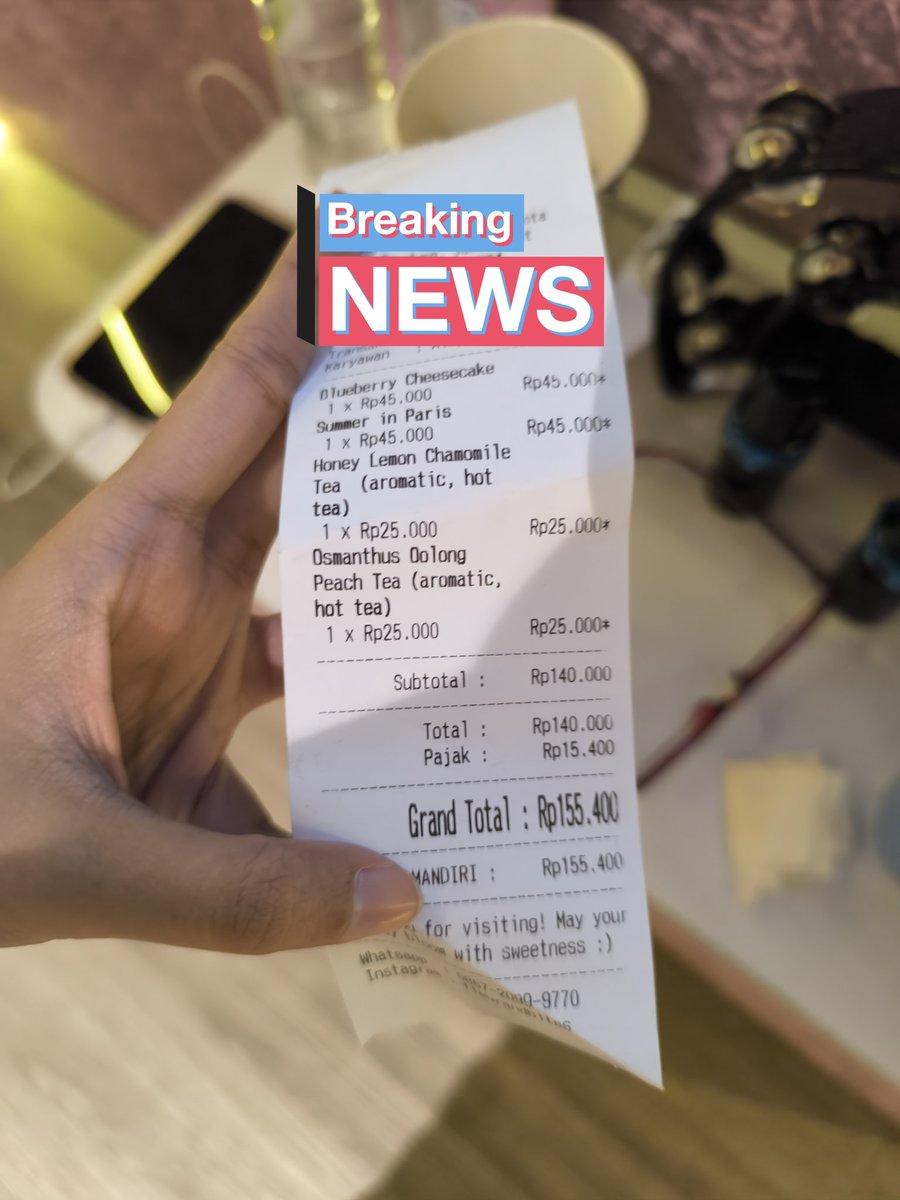 Breaking
NEWS
Karyawan :
Blueberry Cheesecake
1 x Rp45.000 Rp45.000*
Summer in Paris
1 x Rp45.000 Rp45.000*
Honey Lemon Chamomile
Tea (aromatic, hot
tea)
1 x Rp25.000 Rp25.000*
Osmanthus Oolong
Peach Tea (aromatic,
hot tea)
1 x Rp25.000 Rp25.000*
Subtotal : Rp140.000
Total : Rp140.000
Pajak : Rp15.400
Grand Total : Rp155.400
MANDIRI : Rp155.400
for visiting! May your
with sweetness :)
Whatsapp
Instagram